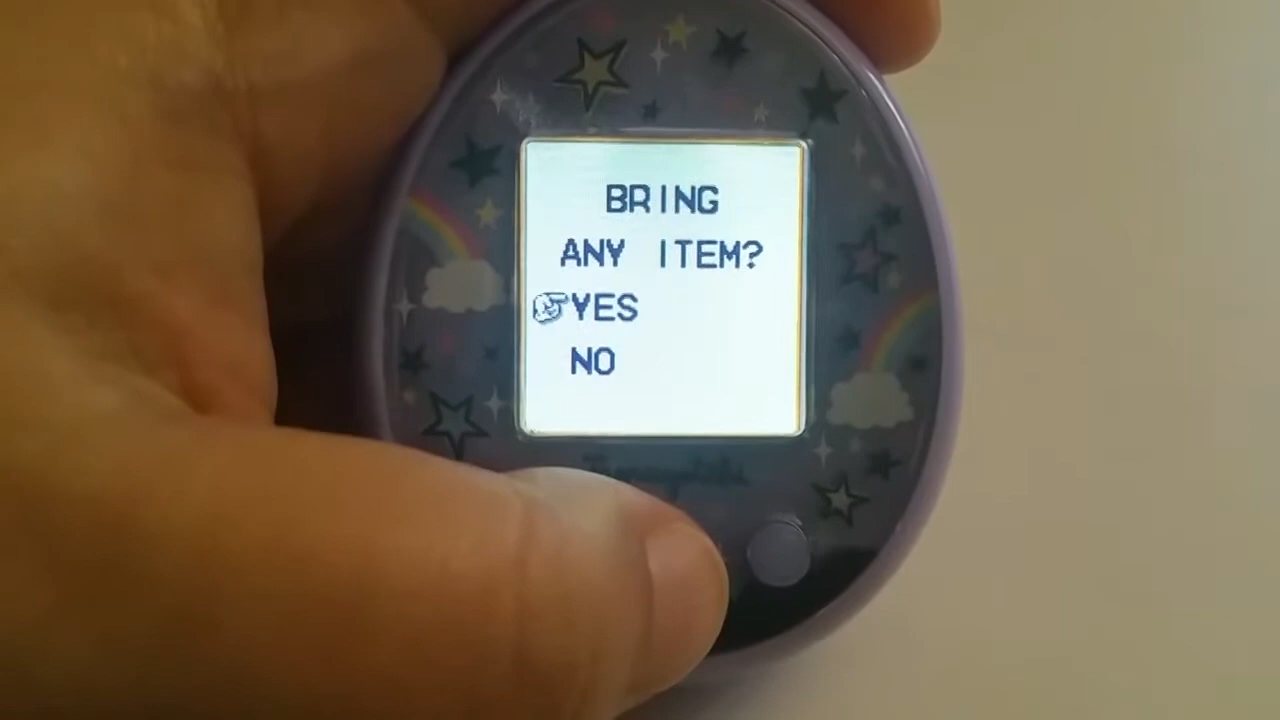 BRING
ANY ITEM?
YES
NO